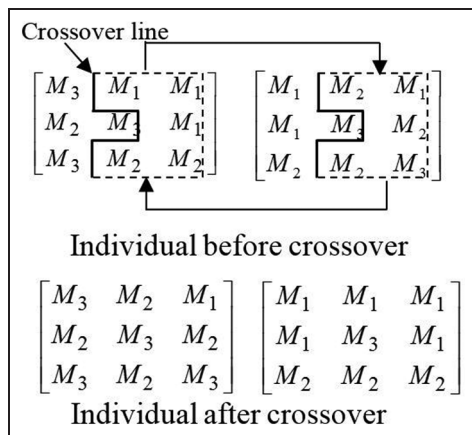 Crossover line
M3 M1 M1 M1 M2 M1
M2 M3 M1 M1 M3 M2
M3 M2 M2 M2 M2 M3
Individual before crossover
M3 M2 M1 M1 M1 M1
M2 M3 M2 M1 M3 M1
M3 M2 M3 M2 M2 M2
Individual after crossover